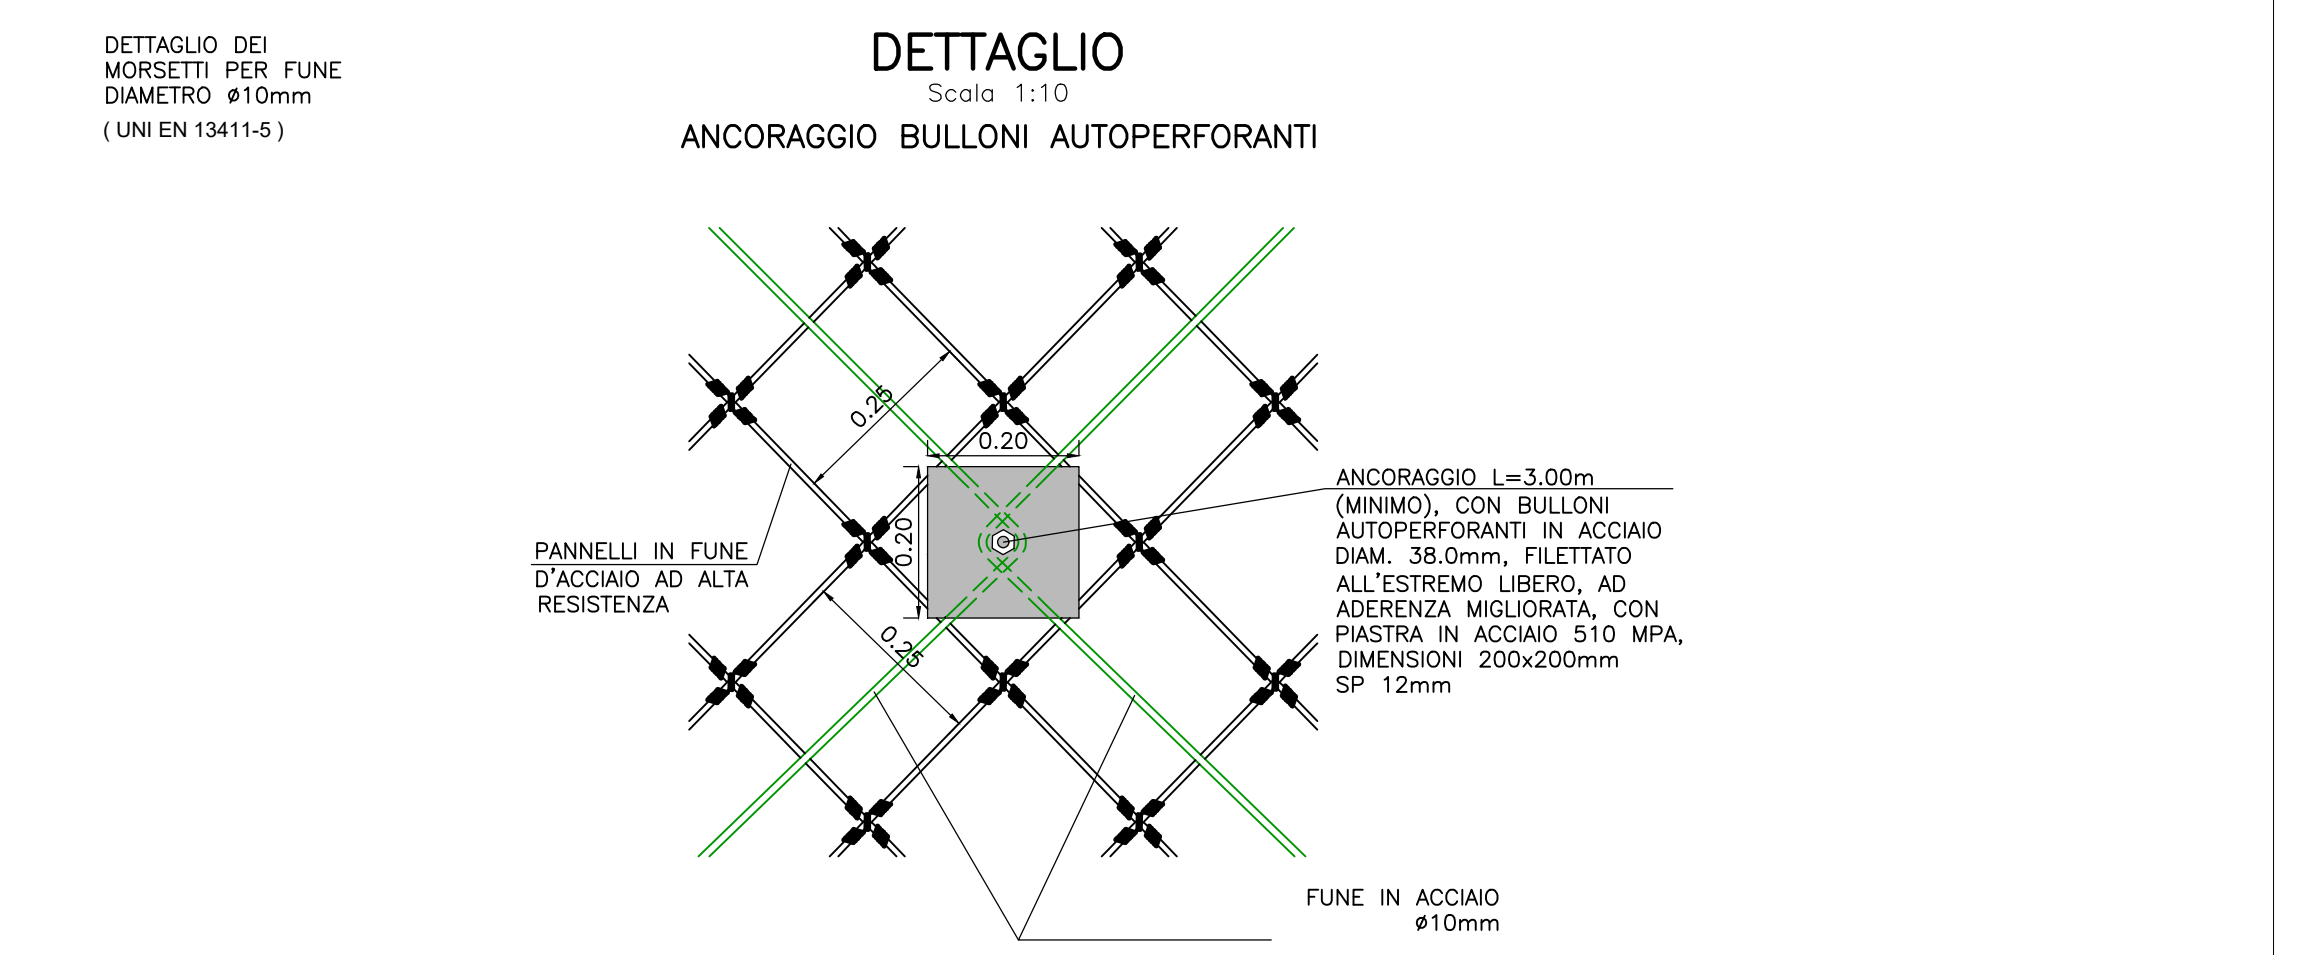 DETTAGLIO DEI
MORSETTI PER FUNE
DIAMETRO ø10mm
( UNI EN 13411-5 )
DETTAGLIO
Scala 1:10
ANCORAGGIO BULLONI AUTOPERFORANTI
0.25
0.20
0.20
0.25
PANNELLI IN FUNE
D'ACCIAIO AD ALTA
RESISTENZA
ANCORAGGIO L=3.00m
(MINIMO), CON BULLONI
AUTOPERFORANTI IN ACCIAIO
DIAM. 38.0mm, FILETTATO
ALL'ESTREMO LIBERO, AD
ADERENZA MIGLIORATA, CON
PIASTRA IN ACCIAIO 510 MPA,
DIMENSIONI 200x200mm
SP 12mm
FUNE IN ACCIAIO
ø10mm